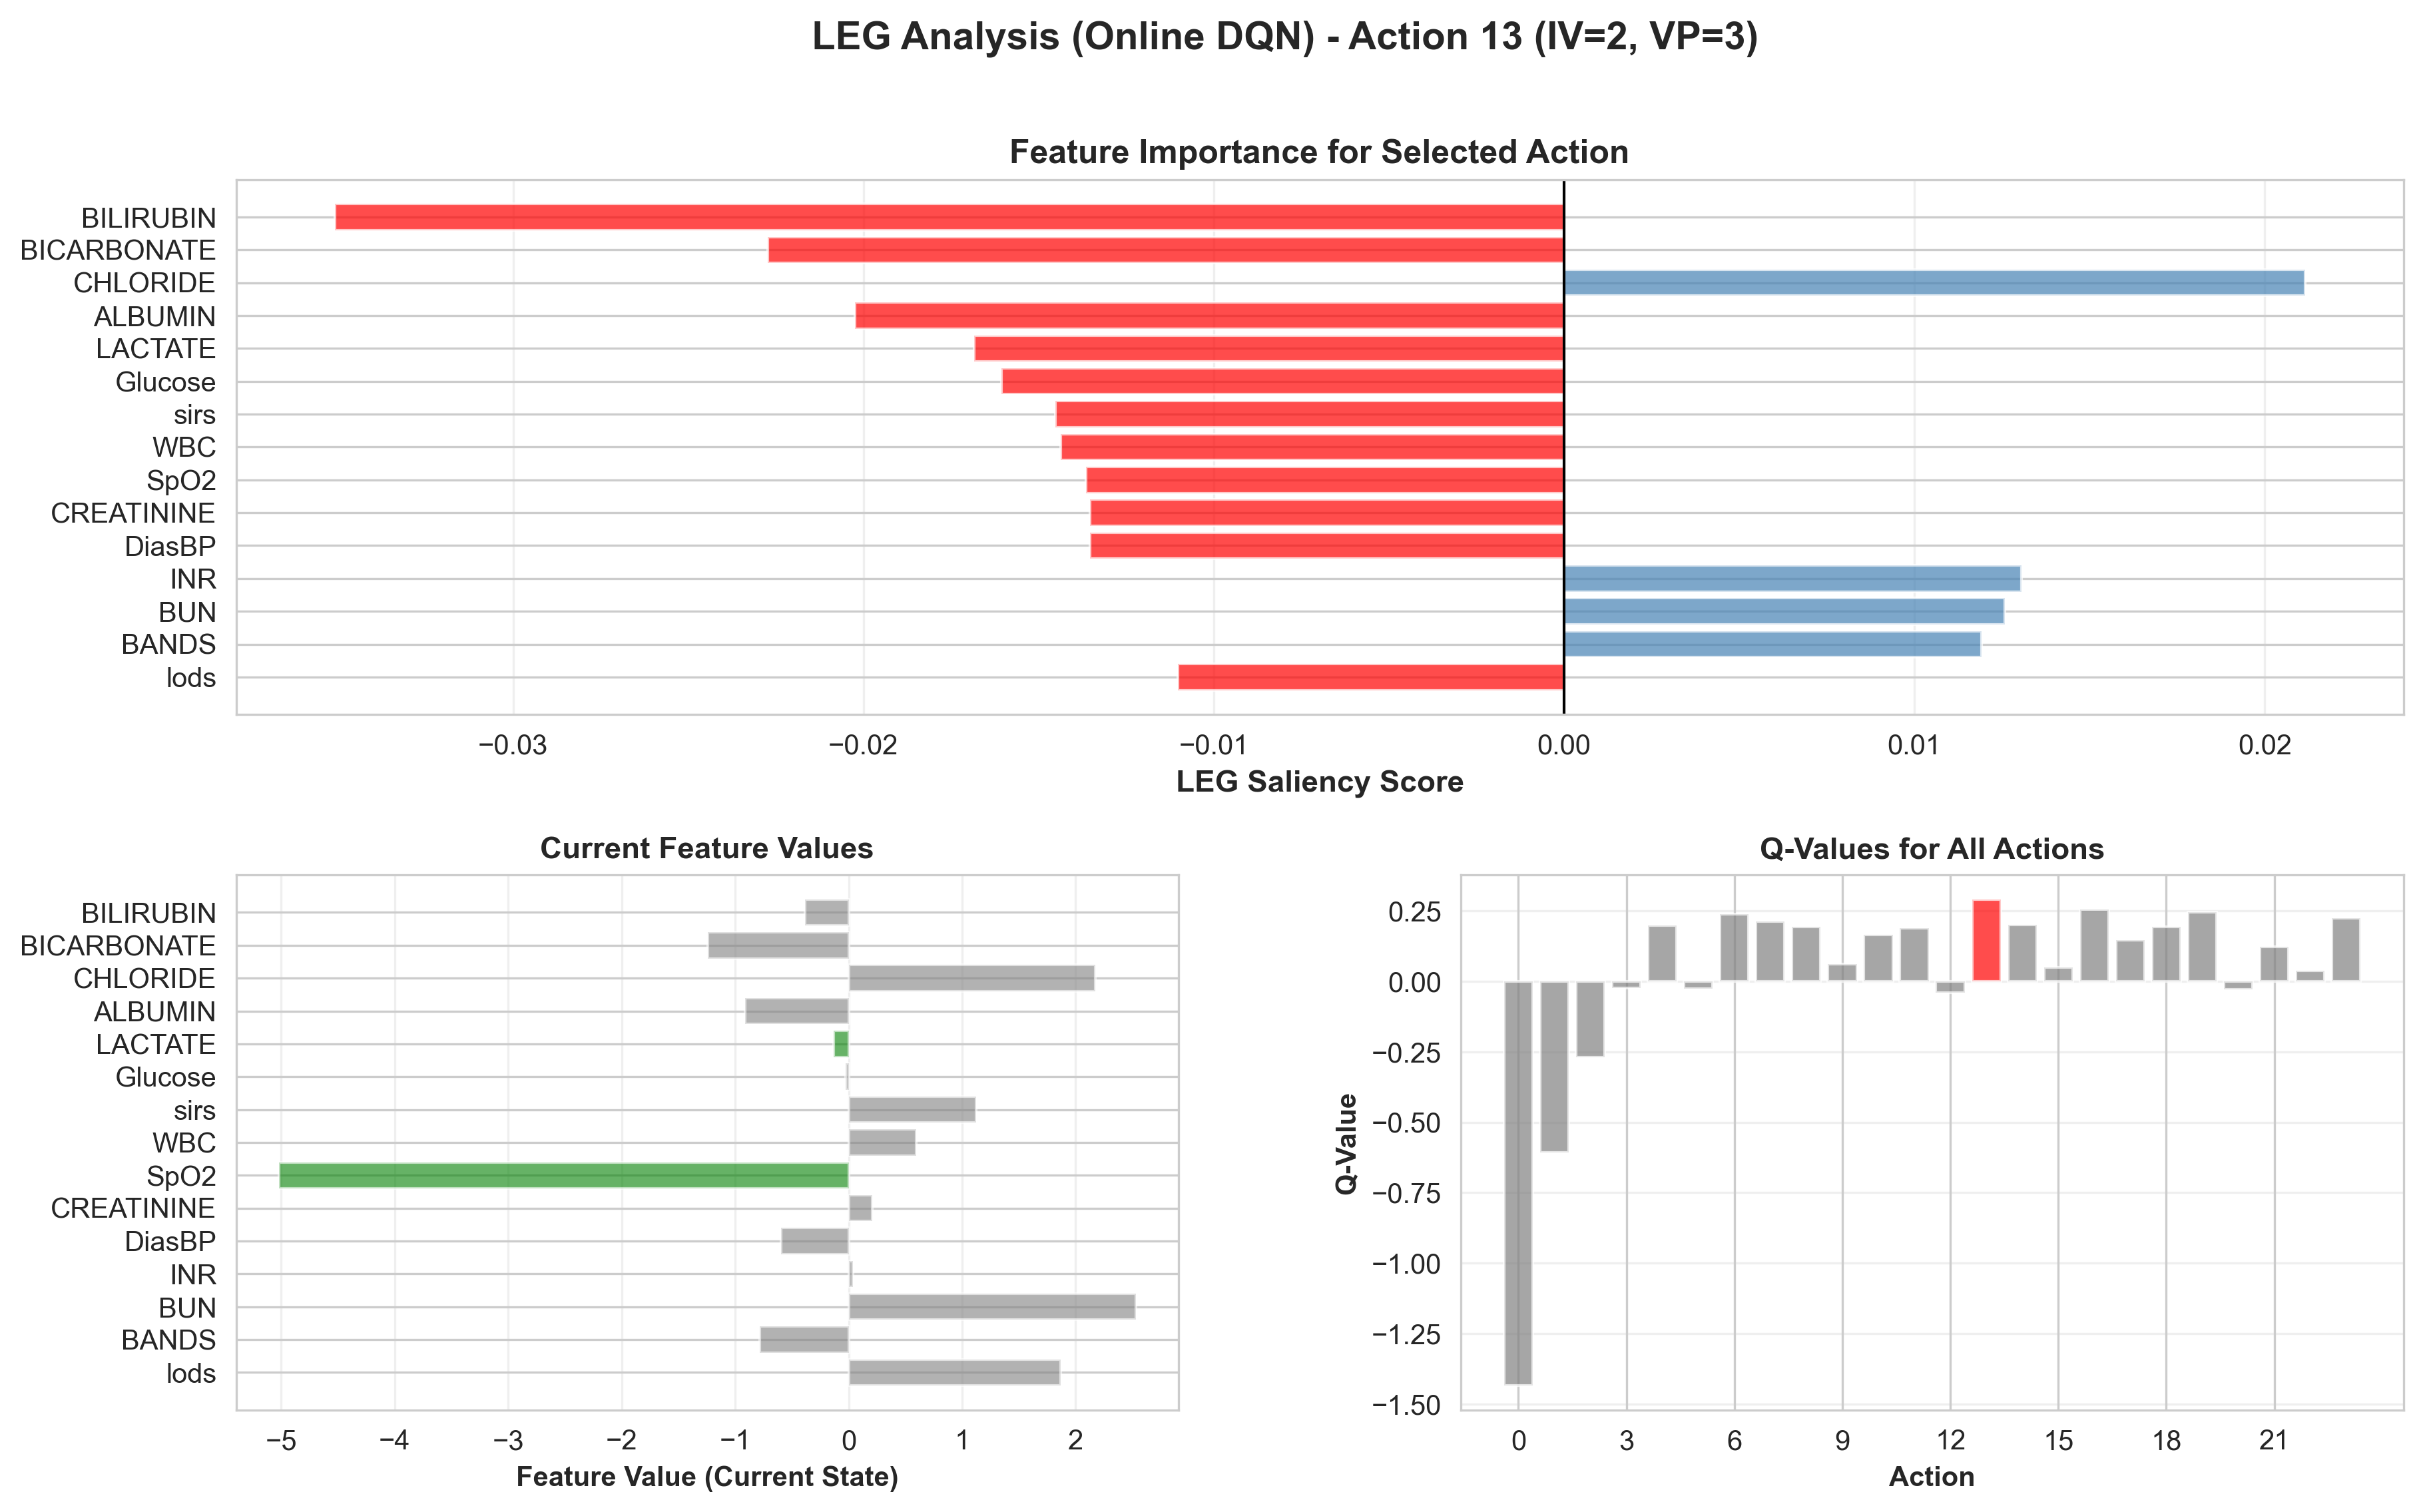 LEG Analysis (Online DQN) - Action 13 (IV=2, VP=3)
Feature Importance for Selected Action
BILIRUBIN
BICARBONATE
CHLORIDE
ALBUMIN
LACTATE
Glucose
sirs
WBC
SpO2
CREATININE
DiasBP
INR
BUN
BANDS
lods
−0.03 −0.02 −0.01 0.00 0.01 0.02
LEG Saliency Score
Current Feature Values
BILIRUBIN
BICARBONATE
CHLORIDE
ALBUMIN
LACTATE
Glucose
sirs
WBC
SpO2
CREATININE
DiasBP
INR
BUN
BANDS
lods
−5 −4 −3 −2 −1 0 1 2
Feature Value (Current State)
Q-Values for All Actions
Q-Value
0.25
0.00
−0.25
−0.50
−0.75
−1.00
−1.25
−1.50
0 3 6 9 12 15 18 21
Action